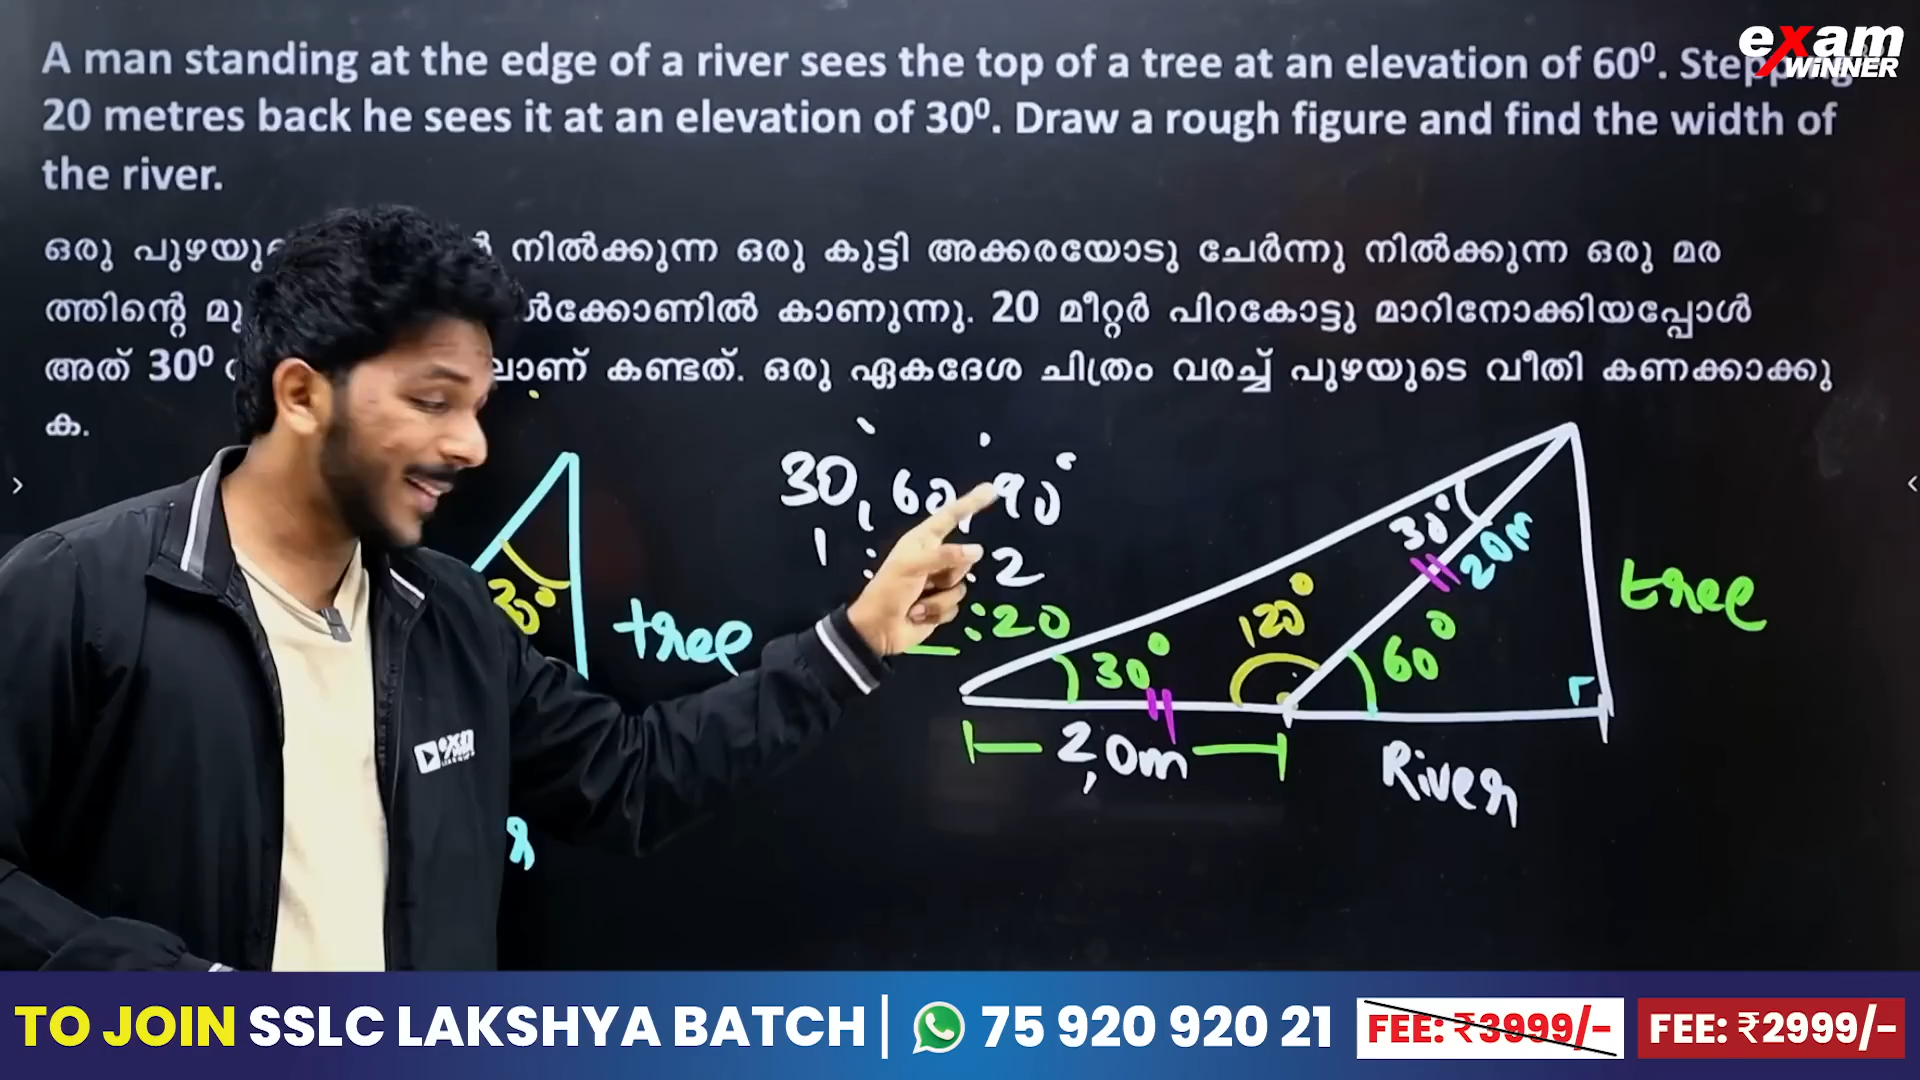 A man standing at the edge of a river sees the top of a tree at an elevation of 60⁰. Stepping
20 metres back he sees it at an elevation of 30⁰. Draw a rough figure and find the width of
the river.
exam
WiNNER
ഒരു നിൽക്കുന്ന ഒരു കുട്ടി അക്കരയോടു ചേർന്നു നിൽക്കുന്ന ഒരു മര
ത്തിന്റെ കാണുന്നു. 20 മീറ്റർ പിറകോട്ടു മാറിനോക്കിയപ്പോൾ
അത് 30⁰ കണ്ടത്. ഒരു ഏകദേശ ചിത്രം വരച്ച് പുഴയുടെ വീതി കണക്കാക്കു
ക.
30, 60, 90°
1 : : 2
: 20
30°
tree
30°
20m
120°
30°
60°
tree
20m
River
TO JOIN SSLC LAKSHYA BATCH | 75 920 920 21
FEE: ₹3999/-
FEE: ₹2999/-